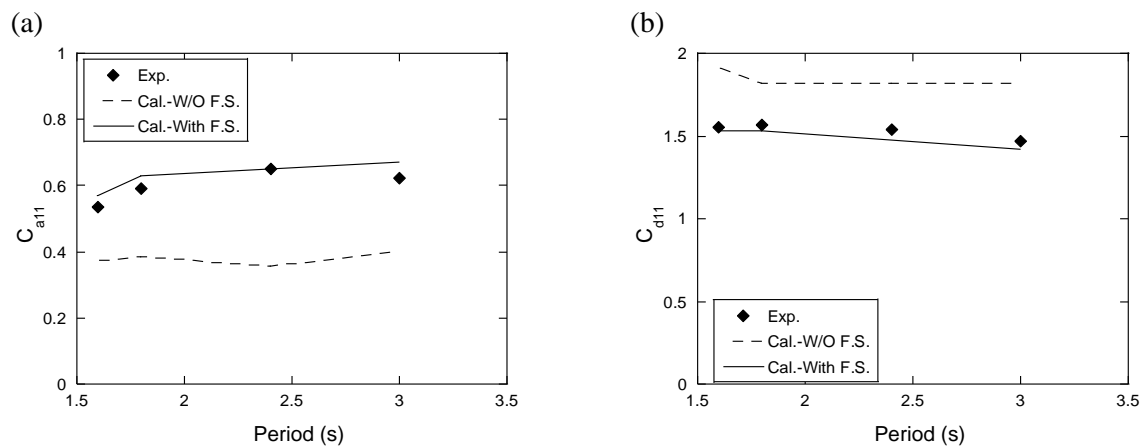 (a)
1
0.8
0.6
0.4
0.2
0
C_a11
Exp.
Cal.-W/O F.S.
Cal.-With F.S.
1.5 2 2.5 3 3.5
Period (s)
(b)
2
1.5
1
0.5
0
C_d11
Exp.
Cal.-W/O F.S.
Cal.-With F.S.
1.5 2 2.5 3 3.5
Period (s)